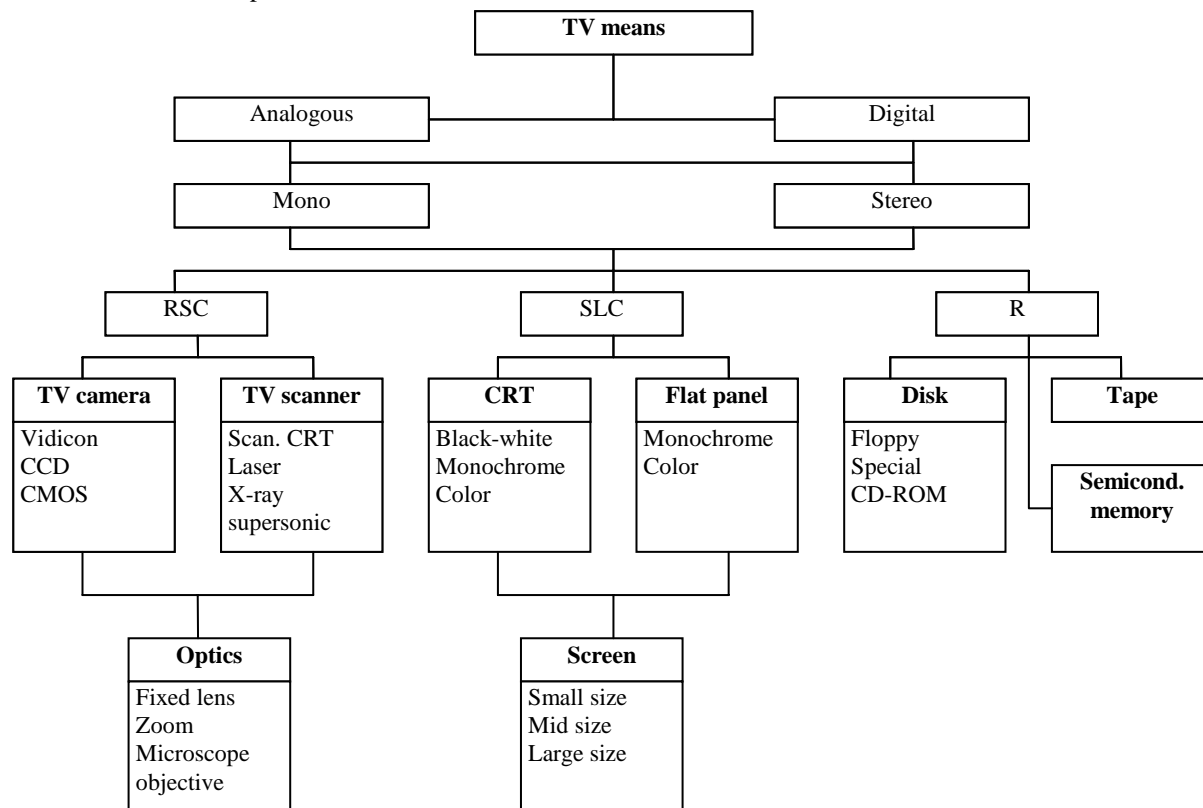 TV means
Analogous
Digital
Mono
Stereo
RSC
SLC
R
TV camera
Vidicon
CCD
CMOS
TV scanner
Scan. CRT
Laser
X-ray
supersonic
CRT
Black-white
Monochrome
Color
Flat panel
Monochrome
Color
Disk
Floppy
Special
CD-ROM
Tape
Semicond.
memory
Optics
Fixed lens
Zoom
Microscope
objective
Screen
Small size
Mid size
Large size